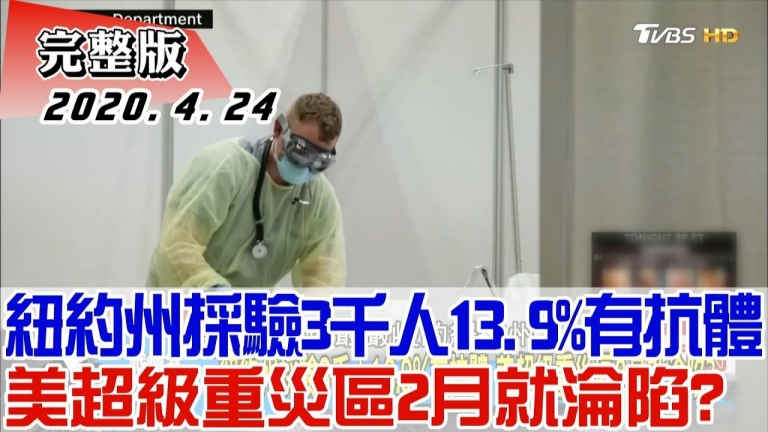 Department
TVBS HD
完整版
2020.4.24
TONIGHT 8P ET
紐約州採驗3千人13.9%有抗體
美超級重災區2月就淪陷?